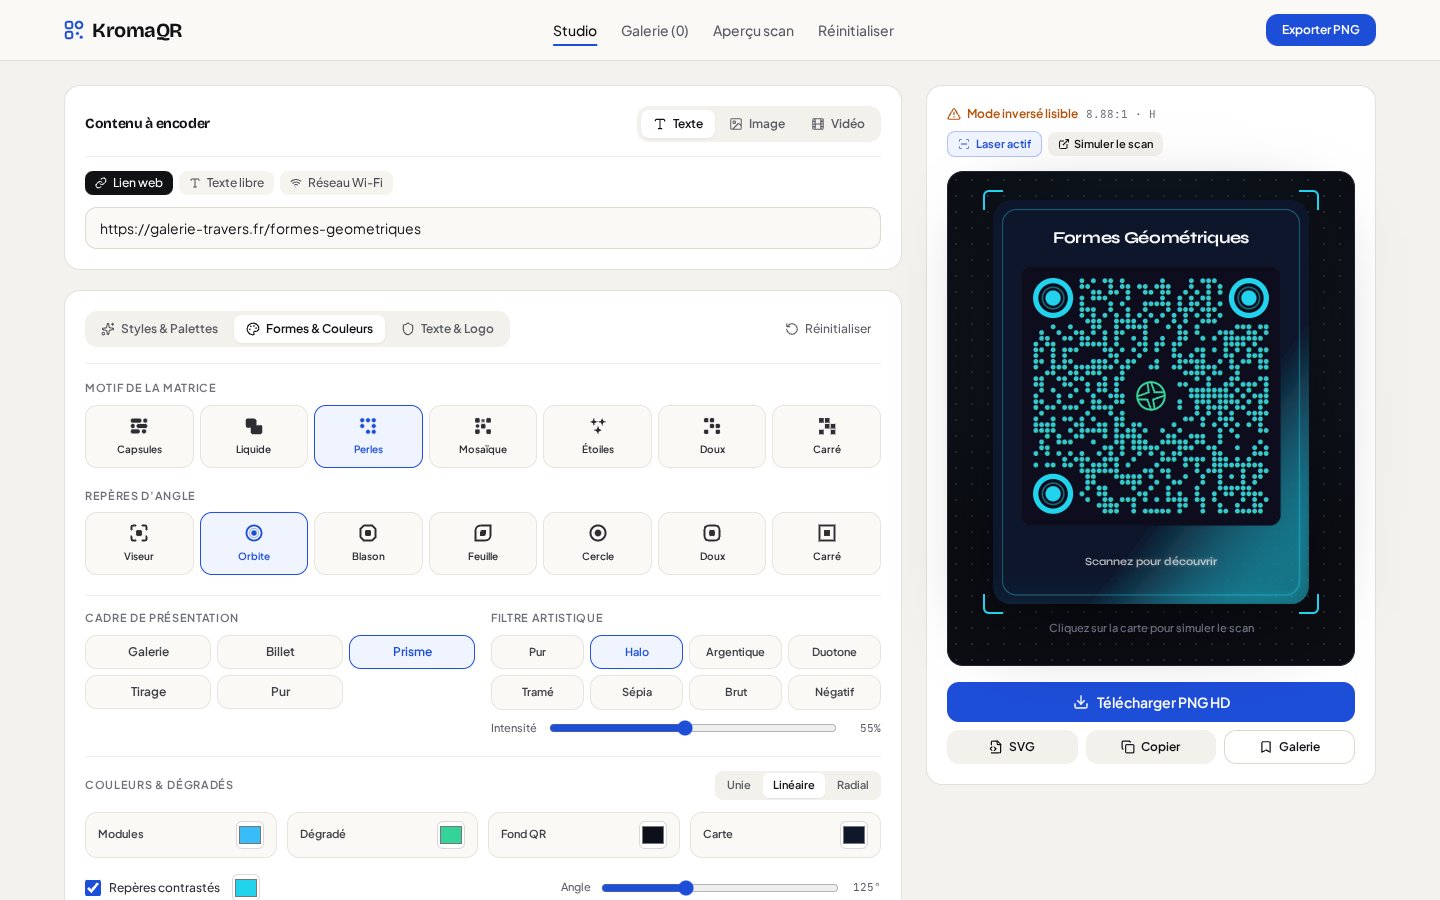 KromaQR
Studio
Galerie (0)
Aperçu scan
Réinitialiser
Exporter PNG
Contenu à encoder
Texte
Image
Vidéo
Lien web
Texte libre
Réseau Wi-Fi
https://galerie-travers.fr/formes-geometriques
Styles & Palettes
Formes & Couleurs
Texte & Logo
Réinitialiser
MOTIF DE LA MATRICE
Capsules
Liquide
Perles
Mosaïque
Étoiles
Doux
Carré
REPÈRES D'ANGLE
Viseur
Orbite
Blason
Feuille
Cercle
Doux
Carré
CADRE DE PRÉSENTATION
Galerie
Billet
Prisme
Tirage
Pur
FILTRE ARTISTIQUE
Pur
Halo
Argentique
Duotone
Tramé
Sépia
Brut
Négatif
Intensité
55%
COULEURS & DÉGRADÉS
Unie
Linéaire
Radial
Modules
Dégradé
Fond QR
Carte
Repères contrastés
Angle
125°
Mode inversé lisible 8.88:1 · H
Laser actif
Simuler le scan
Formes Géométriques
Scannez pour découvrir
Cliquez sur la carte pour simuler le scan
Télécharger PNG HD
SVG
Copier
Galerie